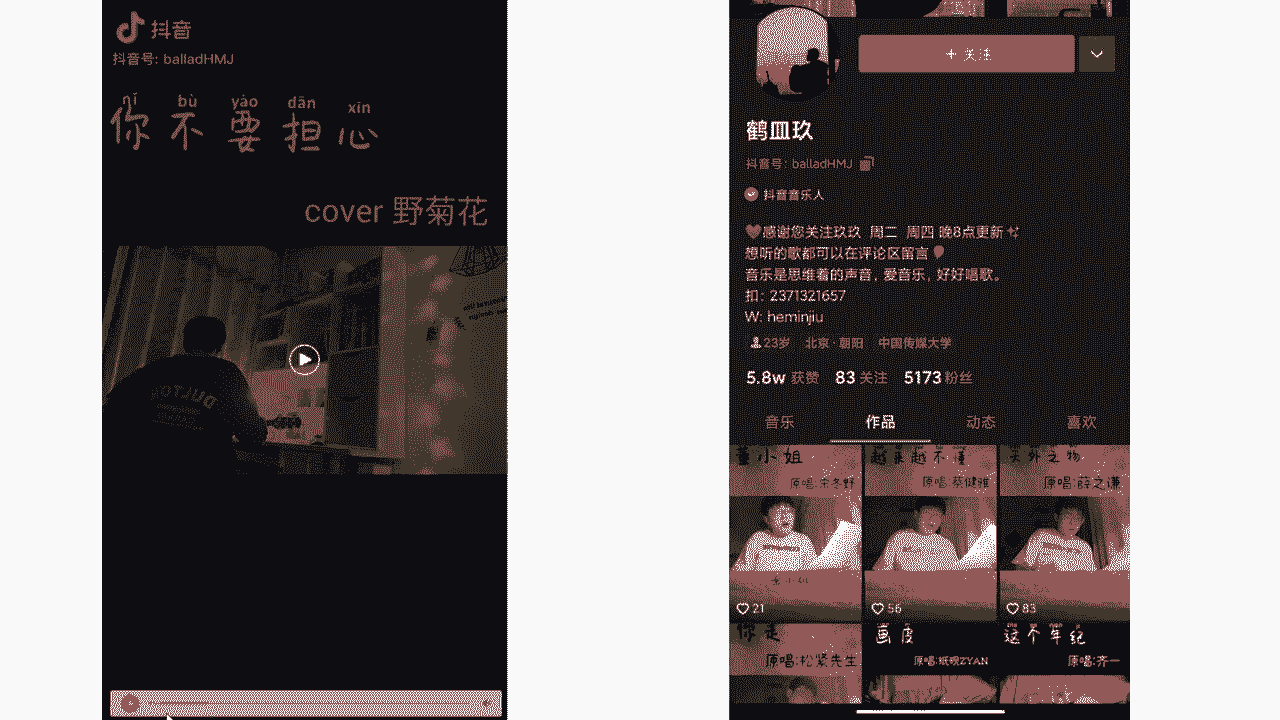 抖音
抖音号: balladHMJ
nǐ bù yào dān xīn
你不要担心
cover 野菊花
+ 关注
鹤皿玖
抖音号: balladHMJ
抖音音乐人
感谢您关注玖玖 周二 周四 晚8点更新
想听的歌都可以在评论区留言
音乐是思维着的声音，爱音乐，好好唱歌。
扣: 2371321657
W: heminjiu
23岁 北京·朝阳 中国传媒大学
5.8w 获赞 83 关注 5173 粉丝
音乐 作品 动态 喜欢
董小姐 越来越不懂 天外之物
原唱:宋冬野 原唱:蔡健雅 原唱:薛之谦
董小姐
21 56 83
你走 画皮 这个年纪
原唱:松紧先生 原唱:纸砚ZYAN 原唱:齐一